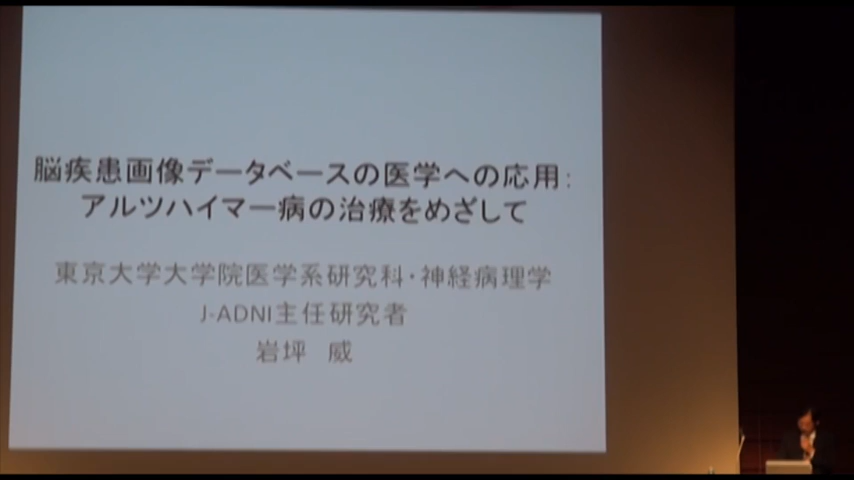 脳疾患画像データベースの医学への応用:
アルツハイマー病の治療をめざして
東京大学大学院医学系研究科・神経病理学
J-ADNI主任研究者
岩坪 威